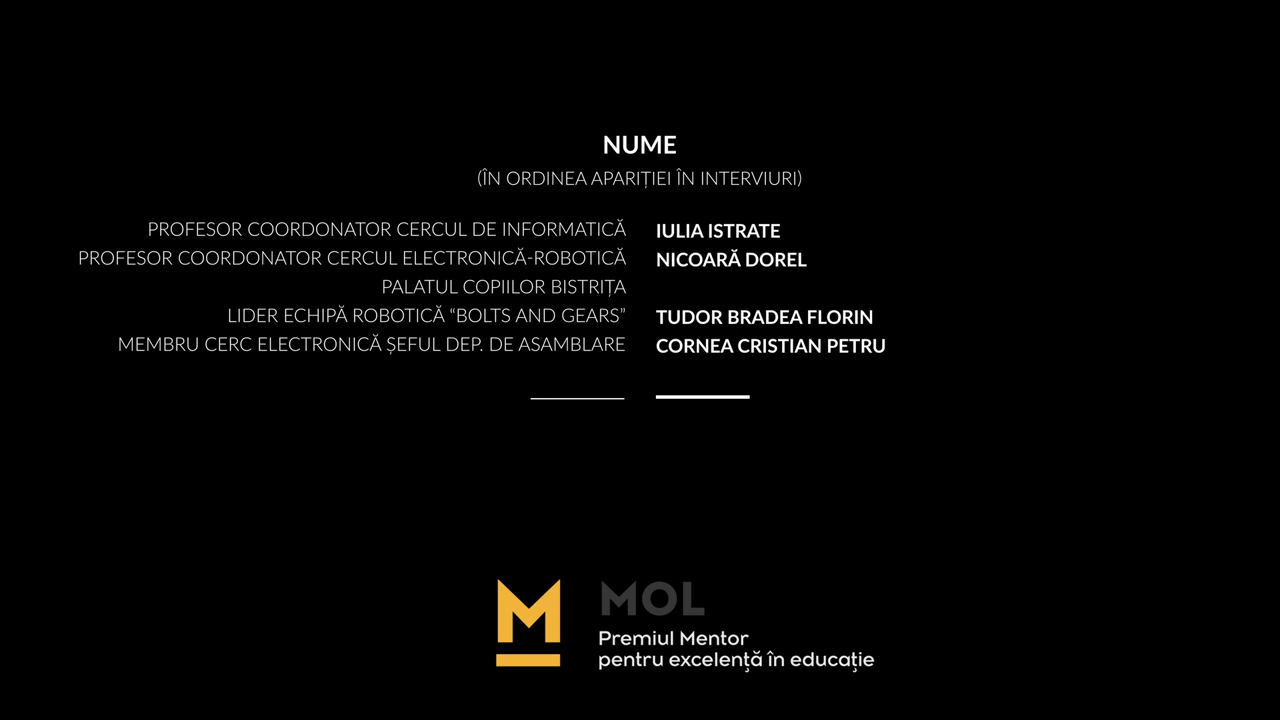 NUME
(ÎN ORDINEA APARIȚIEI ÎN INTERVIURI)
PROFESOR COORDONATOR CERCUL DE INFORMATICĂ IULIA ISTRATE
PROFESOR COORDONATOR CERCUL ELECTRONICĂ-ROBOTICĂ NICOARĂ DOREL
PALATUL COPIILOR BISTRIȚA
LIDER ECHIPĂ ROBOTICĂ “BOLTS AND GEARS” TUDOR BRADEA FLORIN
MEMBRU CERC ELECTRONICĂ ȘEFUL DEP. DE ASAMBLARE CORNEA CRISTIAN PETRU
M MOL
Premiul Mentor
pentru excelenţă în educaţie